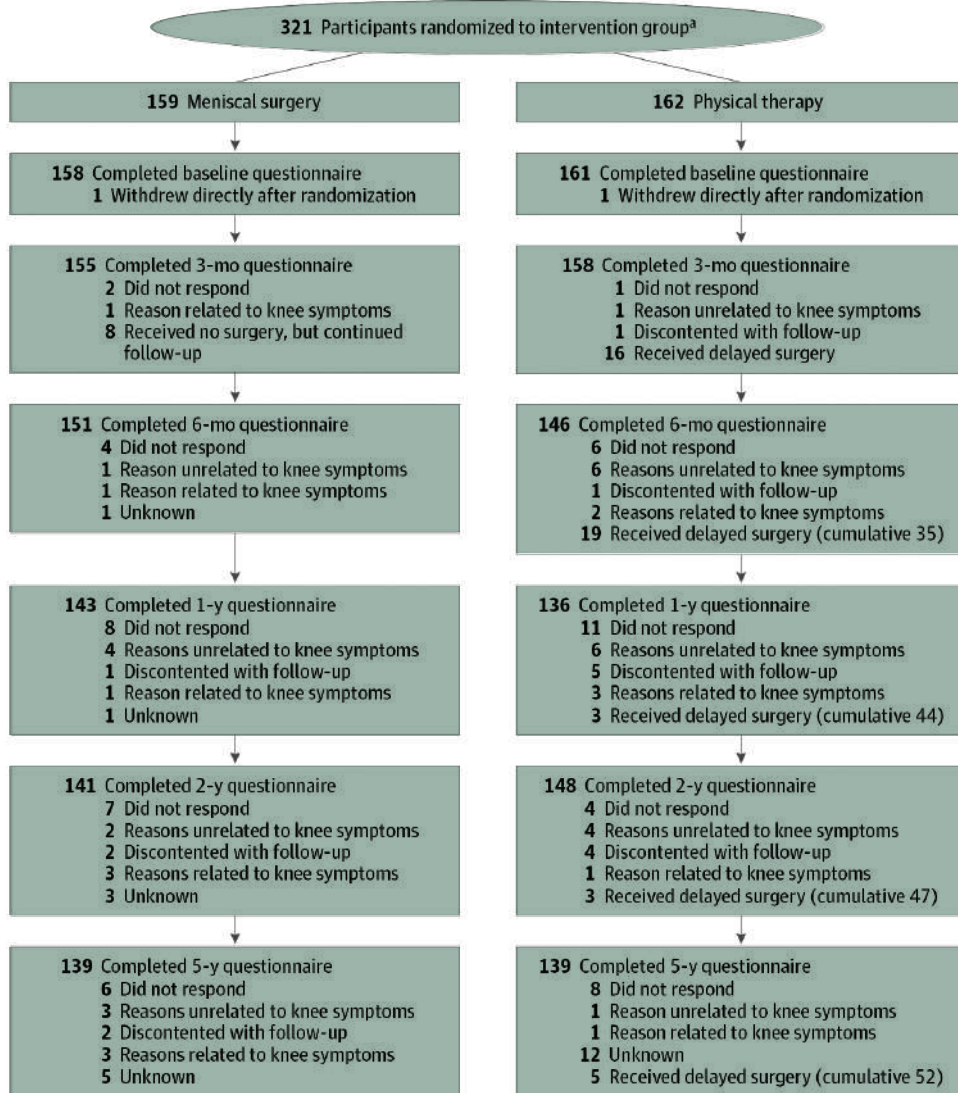 321 Participants randomized to intervention groupᵃ
159 Meniscal surgery
158 Completed baseline questionnaire
1 Withdrew directly after randomization
155 Completed 3-mo questionnaire
2 Did not respond
1 Reason related to knee symptoms
8 Received no surgery, but continued
follow-up
151 Completed 6-mo questionnaire
4 Did not respond
1 Reason unrelated to knee symptoms
1 Reason related to knee symptoms
1 Unknown
143 Completed 1-y questionnaire
8 Did not respond
4 Reasons unrelated to knee symptoms
1 Discontented with follow-up
1 Reason related to knee symptoms
1 Unknown
141 Completed 2-y questionnaire
7 Did not respond
2 Reasons unrelated to knee symptoms
2 Discontented with follow-up
3 Reasons related to knee symptoms
3 Unknown
139 Completed 5-y questionnaire
6 Did not respond
3 Reasons unrelated to knee symptoms
2 Discontented with follow-up
3 Reasons related to knee symptoms
5 Unknown
162 Physical therapy
161 Completed baseline questionnaire
1 Withdrew directly after randomization
158 Completed 3-mo questionnaire
1 Did not respond
1 Reason unrelated to knee symptoms
1 Discontented with follow-up
16 Received delayed surgery
146 Completed 6-mo questionnaire
6 Did not respond
6 Reasons unrelated to knee symptoms
1 Discontented with follow-up
2 Reasons related to knee symptoms
19 Received delayed surgery (cumulative 35)
136 Completed 1-y questionnaire
11 Did not respond
6 Reasons unrelated to knee symptoms
5 Discontented with follow-up
3 Reasons related to knee symptoms
3 Received delayed surgery (cumulative 44)
148 Completed 2-y questionnaire
4 Did not respond
4 Reasons unrelated to knee symptoms
4 Discontented with follow-up
1 Reason related to knee symptoms
3 Received delayed surgery (cumulative 47)
139 Completed 5-y questionnaire
8 Did not respond
1 Reason unrelated to knee symptoms
1 Reason related to knee symptoms
12 Unknown
5 Received delayed surgery (cumulative 52)